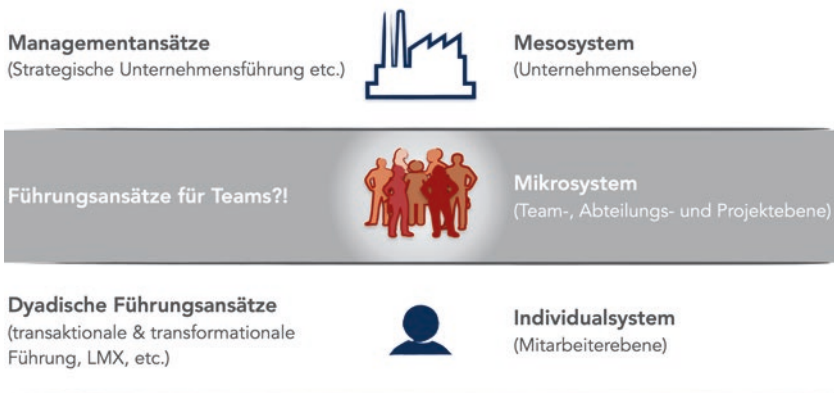 Managementansätze
(Strategische Unternehmensführung etc.)
Mesosystem
(Unternehmensebene)
Führungsansätze für Teams?!
Mikrosystem
(Team-, Abteilungs- und Projektebene)
Dyadische Führungsansätze
(transaktionale & transformationale
Führung, LMX, etc.)
Individualsystem
(Mitarbeiterebene)